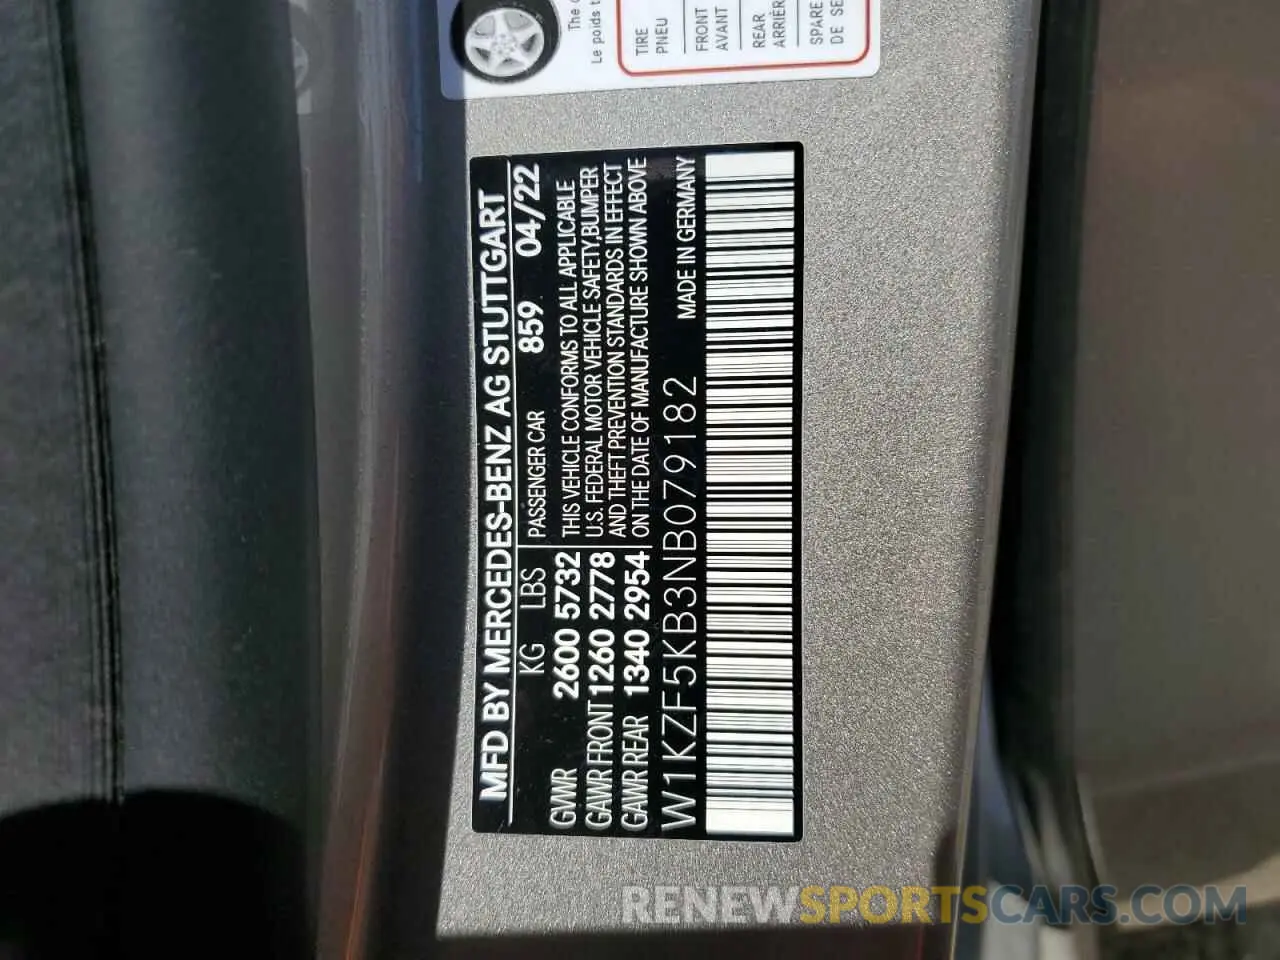 MFD BY MERCEDES-BENZ AG STUTTGART
KG LBS PASSENGER CAR 859 04/22
GVWR 2600 5732 THIS VEHICLE CONFORMS TO ALL APPLICABLE
GAWR FRONT 1260 2778 U.S. FEDERAL MOTOR VEHICLE SAFETY,BUMPER
GAWR REAR 1340 2954 AND THEFT PREVENTION STANDARDS IN EFFECT
ON THE DATE OF MANUFACTURE SHOWN ABOVE
W1KZF5KB3NB079182 MADE IN GERMANY
The
Le poids
TIRE
PNEU
FRONT
AVANT
REAR
ARRIÈR
SPARE
DE SE
RENEWSPORTSCARS.COM